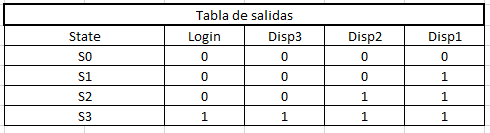 Tabla de salidas
State Login Disp3 Disp2 Disp1
S0 0 0 0 0
S1 0 0 0 1
S2 0 0 1 1
S3 1 1 1 1